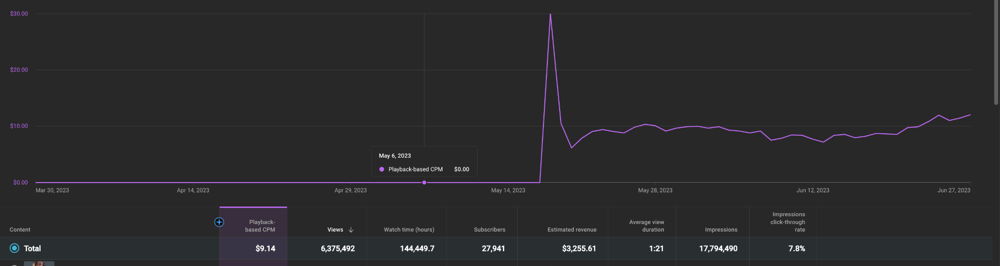 $30.00
$20.00
$10.00
$0.00
May 6, 2023
Playback-based CPM $0.00
Mar 30, 2023 Apr 14, 2023 Apr 29, 2023 May 14, 2023 May 28, 2023 Jun 12, 2023 Jun 27, 2023
Content
Playback-
based CPM
Views
Watch time (hours)
Subscribers
Estimated revenue
Average view
duration
Impressions
Impressions
click-through
rate
Total $9.14 6,375,492 144,449.7 27,941 $3,255.61 1:21 17,794,490 7.8%